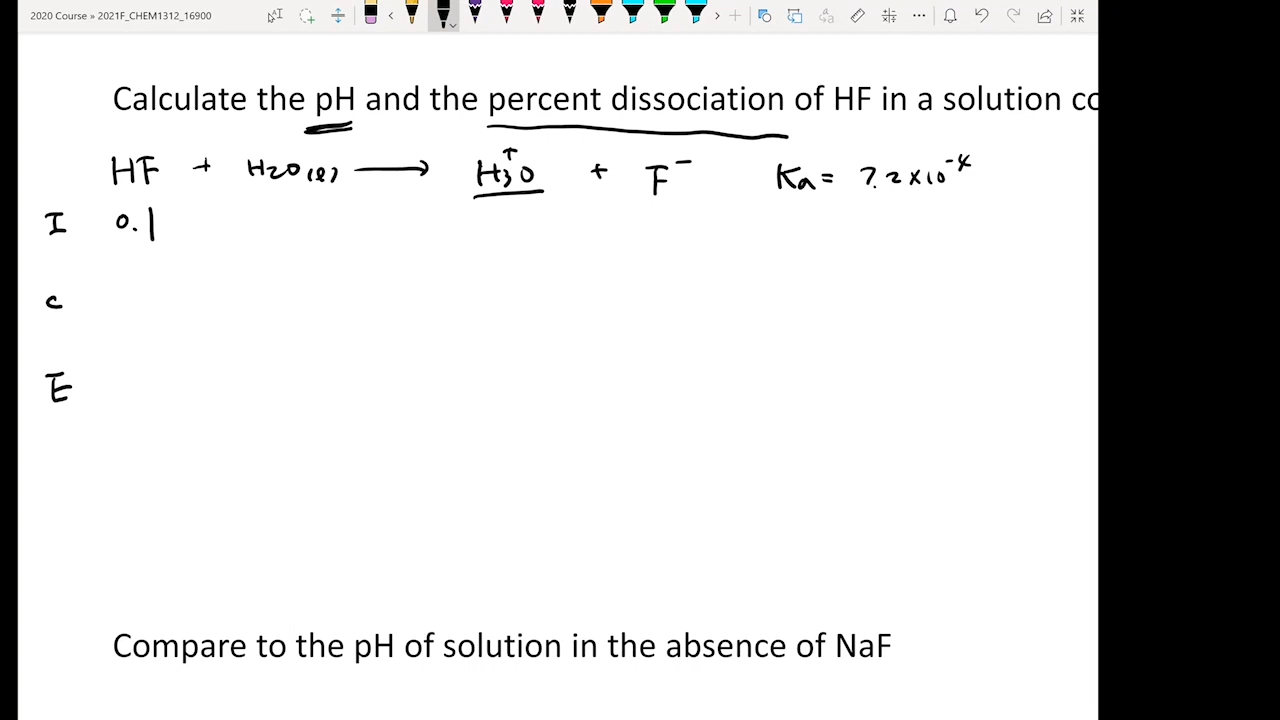 2020 Course » 2021F_CHEM1312_16900
Calculate the pH and the percent dissociation of HF in a solution co
HF + H2O(l) ⟶ H3O⁺ + F⁻ Ka = 7.2×10⁻⁴
I 0.1
C
E
Compare to the pH of solution in the absence of NaF